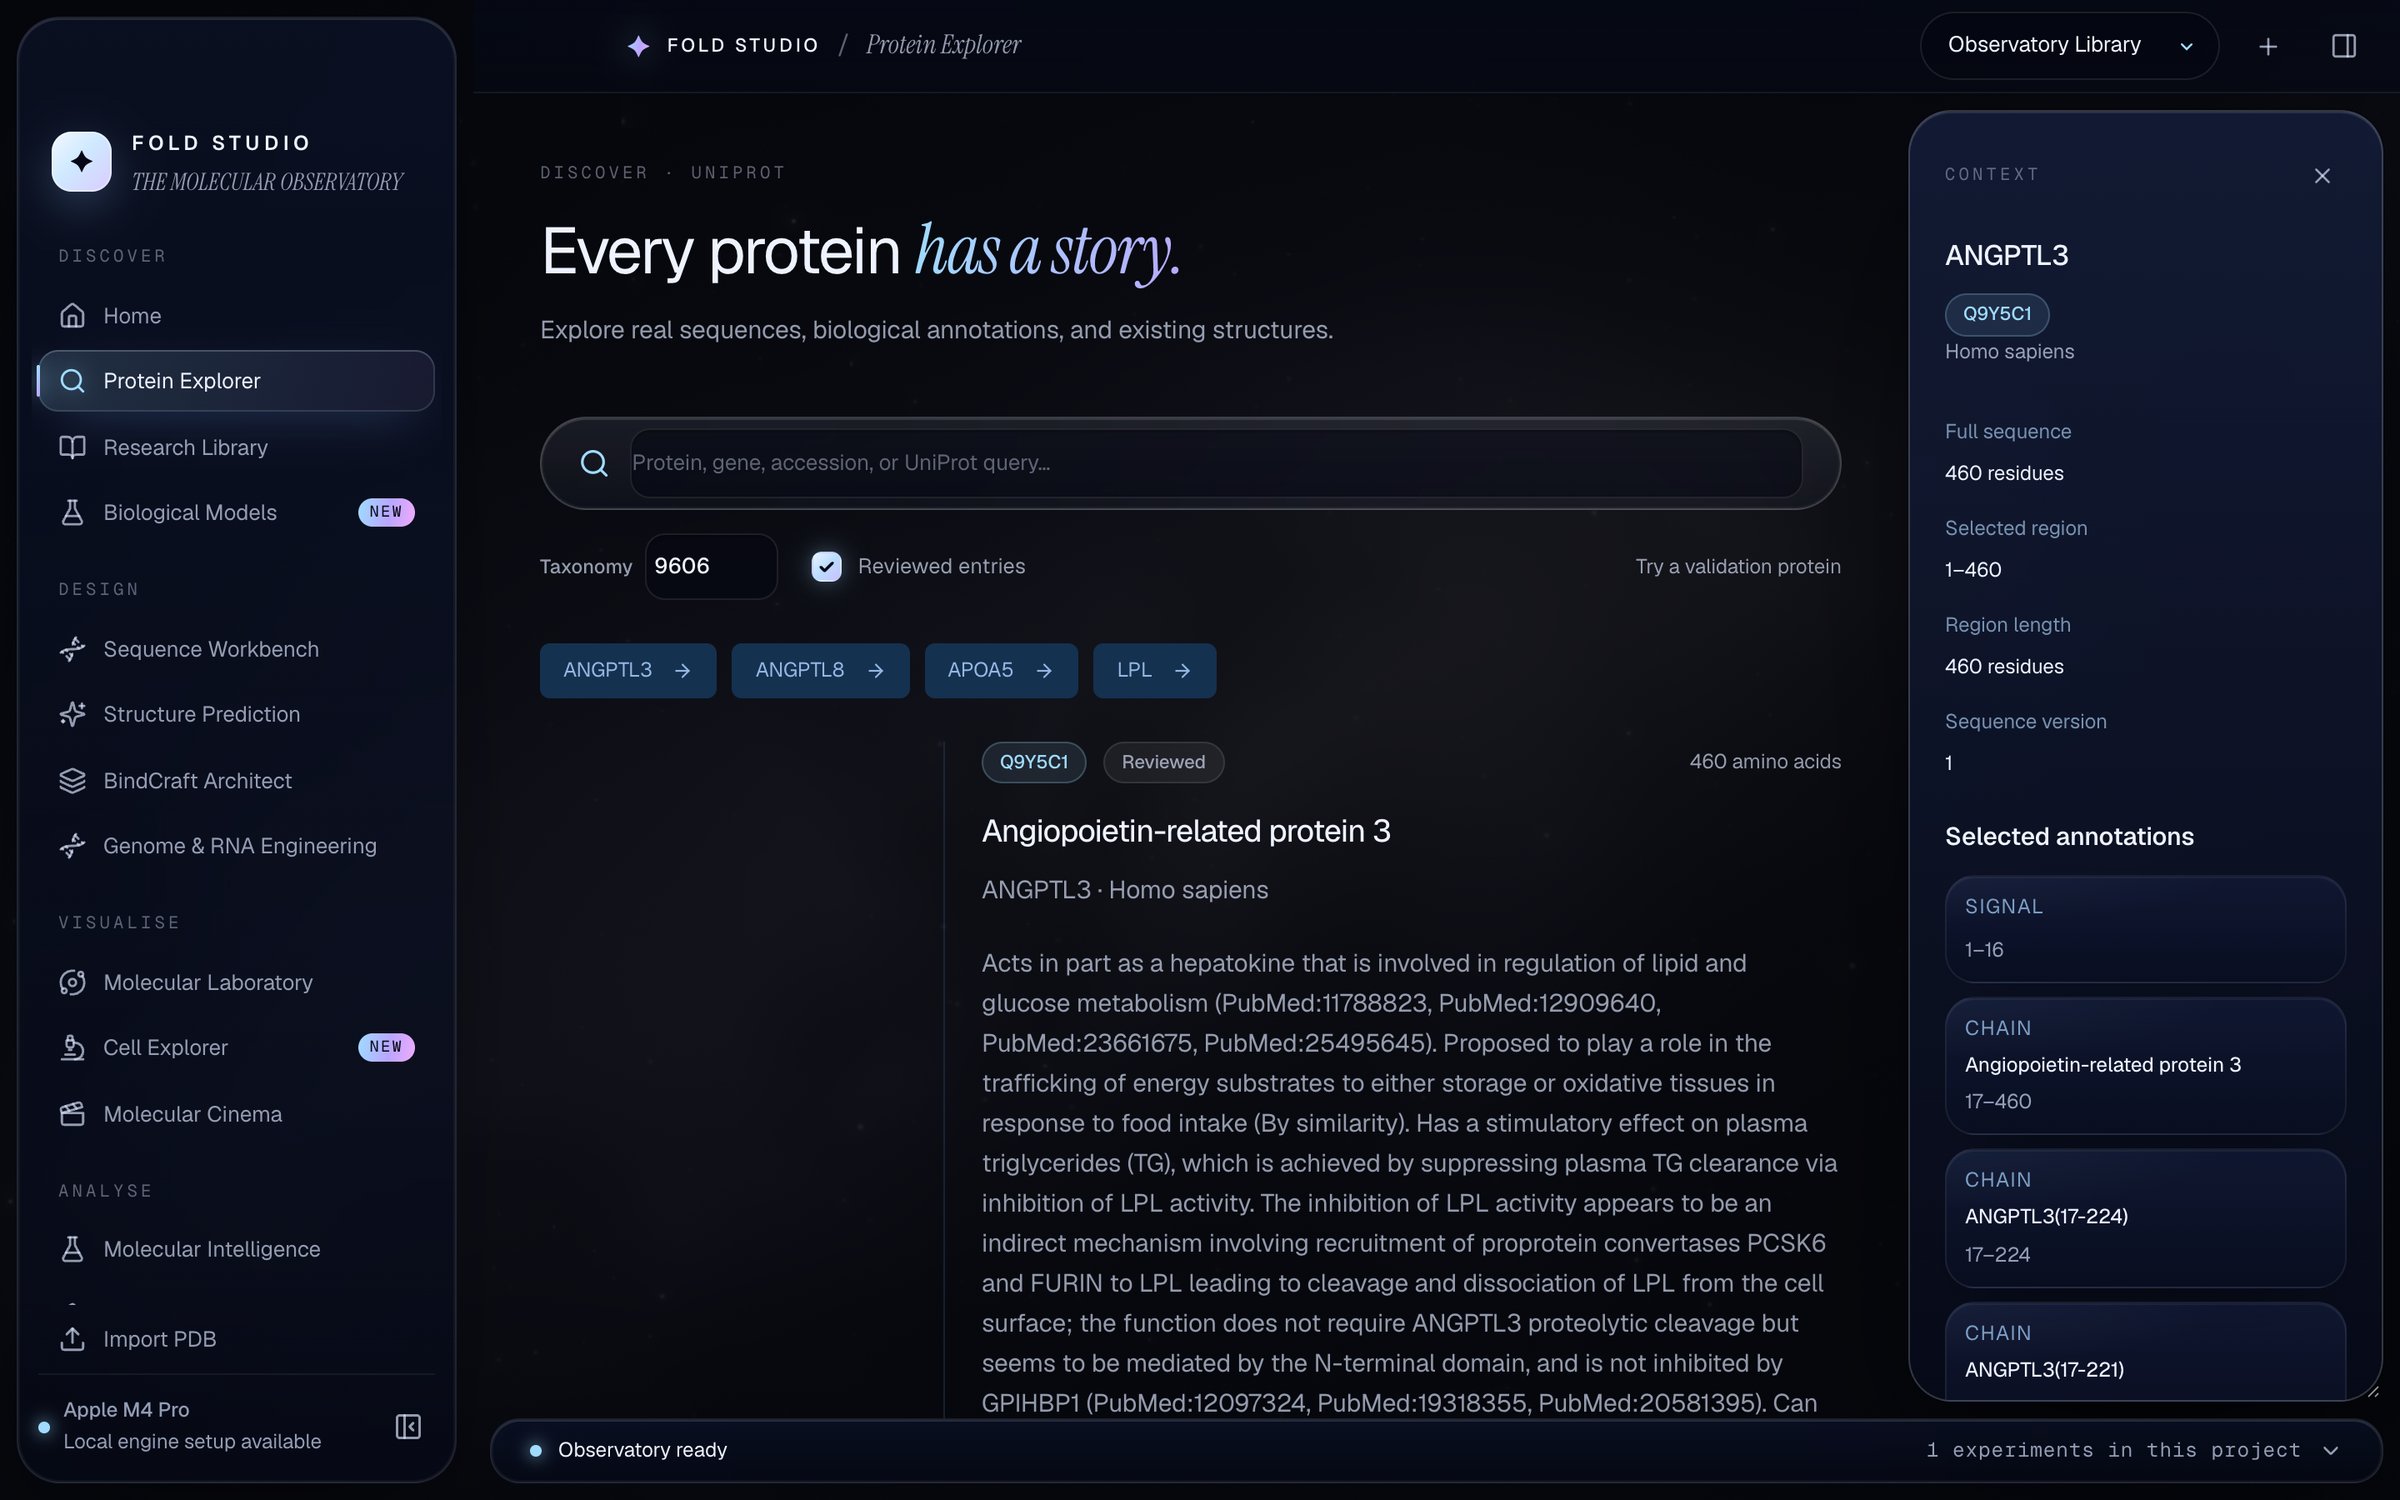 FOLD STUDIO
THE MOLECULAR OBSERVATORY
DISCOVER
Home
Protein Explorer
Research Library
Biological Models
NEW
DESIGN
Sequence Workbench
Structure Prediction
BindCraft Architect
Genome & RNA Engineering
VISUALISE
Molecular Laboratory
Cell Explorer
NEW
Molecular Cinema
ANALYSE
Molecular Intelligence
Import PDB
Apple M4 Pro
Local engine setup available
FOLD STUDIO / Protein Explorer
Observatory Library
DISCOVER · UNIPROT
Every protein has a story.
Explore real sequences, biological annotations, and existing structures.
Protein, gene, accession, or UniProt query...
Taxonomy
9606
Reviewed entries
Try a validation protein
ANGPTL3 →
ANGPTL8 →
APOA5 →
LPL →
Q9Y5C1
Reviewed
460 amino acids
Angiopoietin-related protein 3
ANGPTL3 · Homo sapiens
Acts in part as a hepatokine that is involved in regulation of lipid and
glucose metabolism (PubMed:11788823, PubMed:12909640,
PubMed:23661675, PubMed:25495645). Proposed to play a role in the
trafficking of energy substrates to either storage or oxidative tissues in
response to food intake (By similarity). Has a stimulatory effect on plasma
triglycerides (TG), which is achieved by suppressing plasma TG clearance via
inhibition of LPL activity. The inhibition of LPL activity appears to be an
indirect mechanism involving recruitment of proprotein convertases PCSK6
and FURIN to LPL leading to cleavage and dissociation of LPL from the cell
surface; the function does not require ANGPTL3 proteolytic cleavage but
seems to be mediated by the N-terminal domain, and is not inhibited by
GPIHBP1 (PubMed:12097324, PubMed:19318355, PubMed:20581395). Can
CONTEXT
ANGPTL3
Q9Y5C1
Homo sapiens
Full sequence
460 residues
Selected region
1–460
Region length
460 residues
Sequence version
1
Selected annotations
SIGNAL
1–16
CHAIN
Angiopoietin-related protein 3
17–460
CHAIN
ANGPTL3(17-224)
17–224
CHAIN
ANGPTL3(17-221)
Observatory ready
1 experiments in this project